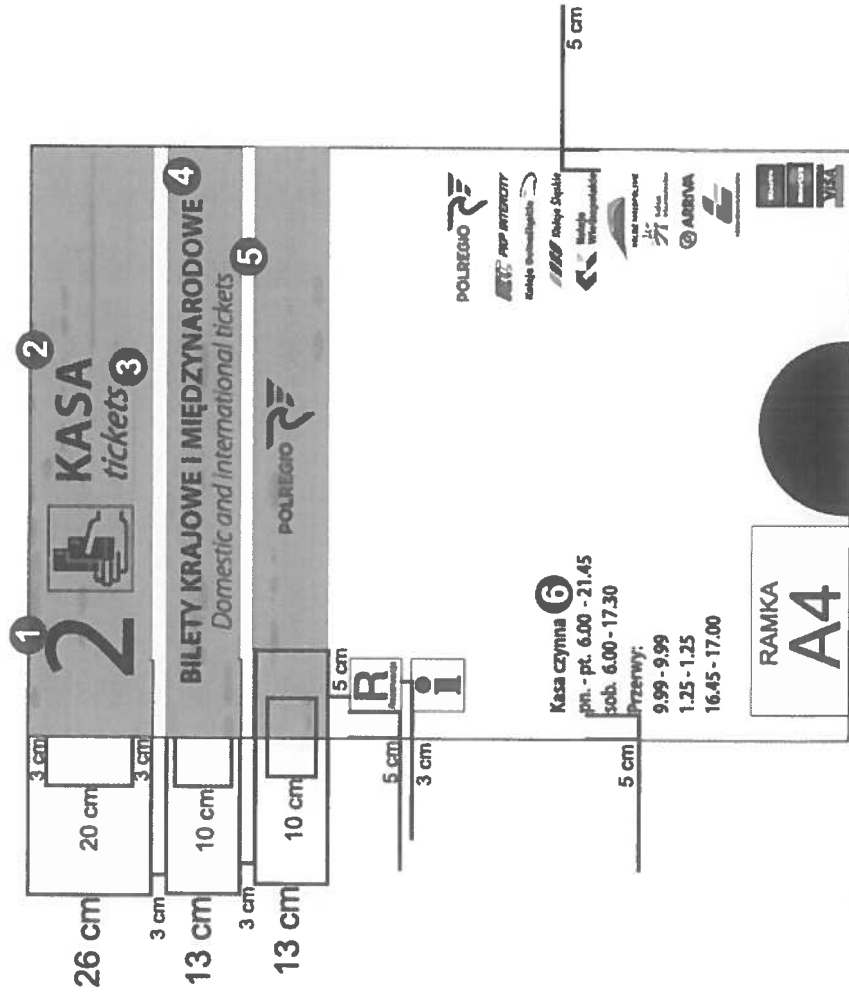 1
2
2
KASA
tickets
3
BILETY KRAJOWE I MIĘDZYNARODOWE
4
Domestic and international tickets
5
POLREGIO
26 cm
3 cm
20 cm
3 cm
3 cm
13 cm
10 cm
3 cm
13 cm
10 cm
5 cm
R
i
5 cm
3 cm
Kasa czynna
6
pn. - pt. 6.00 - 21.45
sob. 6.00 - 17.30
Przerwy:
9.99 - 9.99
1.25 - 1.25
16.45 - 17.00
5 cm
POLREGIO
PKP INTERCITY
Koleje Dolnośląskie
Koleje Śląskie
Koleje
Wielkopolskie
ARRIVA
VISA
5 cm
RAMKA
A4